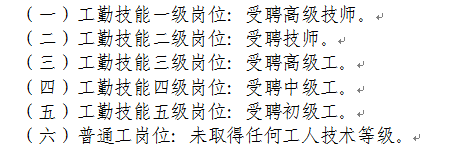 （一）工勤技能一级岗位：受聘高级技师。
（二）工勤技能二级岗位：受聘技师。
（三）工勤技能三级岗位：受聘高级工。
（四）工勤技能四级岗位：受聘中级工。
（五）工勤技能五级岗位：受聘初级工。
（六）普通工岗位：未取得任何工人技术等级。